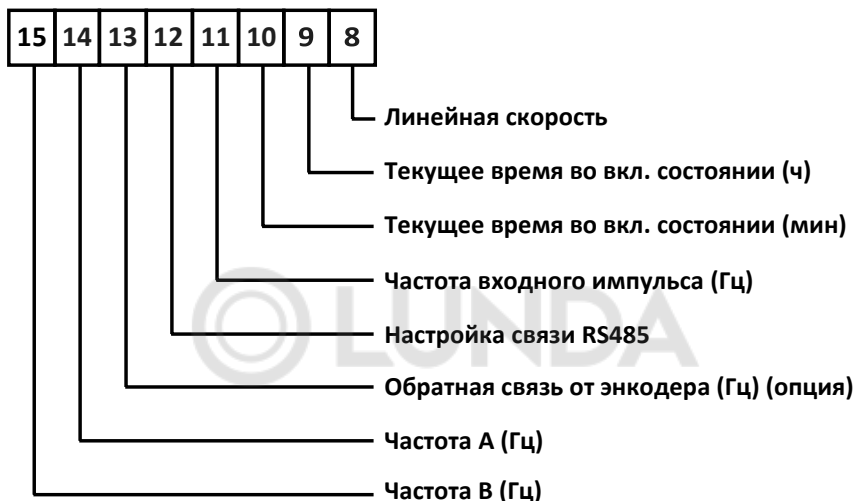 15 14 13 12 11 10 9 8
Линейная скорость
Текущее время во вкл. состоянии (ч)
Текущее время во вкл. состоянии (мин)
Частота входного импульса (Гц)
LUNDA
Настройка связи RS485
Обратная связь от энкодера (Гц) (опция)
Частота A (Гц)
Частота B (Гц)